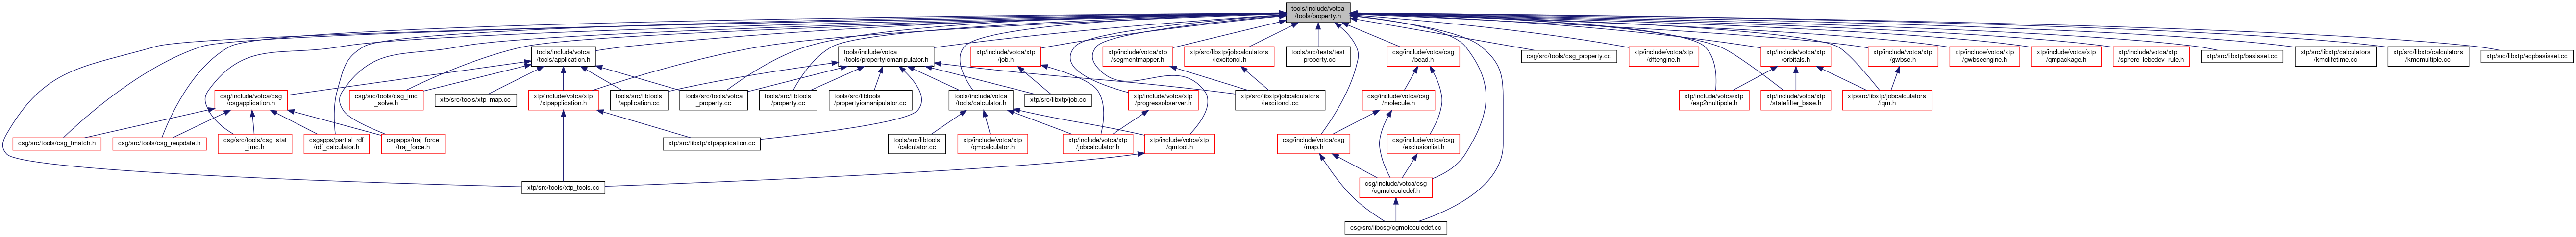 tools/include/votca
/tools/property.h
tools/include/votca
/tools/application.h
tools/include/votca
/tools/propertyiomanipulator.h
xtp/include/votca/xtp
/job.h
xtp/include/votca/xtp
/segmentmapper.h
xtp/src/libxtp/jobcalculators
/iexcitoncl.h
tools/src/tests/test
_property.cc
csg/include/votca/csg
/bead.h
csg/src/tools/csg_property.cc
xtp/include/votca/xtp
/dftengine.h
xtp/include/votca/xtp
/orbitals.h
xtp/include/votca/xtp
/gwbse.h
xtp/include/votca/xtp
/gwbseengine.h
xtp/include/votca/xtp
/qmpackage.h
xtp/include/votca/xtp
/sphere_lebedev_rule.h
xtp/src/libxtp/basisset.cc
xtp/src/libxtp/calculators
/kmclifetime.cc
xtp/src/libxtp/calculators
/kmcmultiple.cc
xtp/src/libxtp/ecpbasisset.cc
csg/include/votca/csg
/csgapplication.h
csg/src/tools/csg_imc
_solve.h
xtp/src/tools/xtp_map.cc
xtp/include/votca/xtp
/xtpapplication.h
tools/src/libtools
/application.cc
tools/src/tools/votca
_property.cc
tools/src/libtools
/property.cc
tools/src/libtools
/propertyiomanipulator.cc
tools/include/votca
/tools/calculator.h
xtp/src/libxtp/job.cc
xtp/include/votca/xtp
/progressobserver.h
xtp/src/libxtp/jobcalculators
/iexcitoncl.cc
csg/include/votca/csg
/molecule.h
xtp/include/votca/xtp
/esp2multipole.h
xtp/include/votca/xtp
/statefilter_base.h
xtp/src/libxtp/jobcalculators
/iqm.h
csg/src/tools/csg_fmatch.h
csg/src/tools/csg_reupdate.h
csg/src/tools/csg_stat
_imc.h
csgapps/partial_rdf
/rdf_calculator.h
csgapps/traj_force
/traj_force.h
xtp/src/libxtp/xtpapplication.cc
tools/src/libtools
/calculator.cc
xtp/include/votca/xtp
/qmcalculator.h
xtp/include/votca/xtp
/jobcalculator.h
xtp/include/votca/xtp
/qmtool.h
csg/include/votca/csg
/map.h
csg/include/votca/csg
/exclusionlist.h
xtp/src/tools/xtp_tools.cc
csg/include/votca/csg
/cgmoleculedef.h
csg/src/libcsg/cgmoleculedef.cc